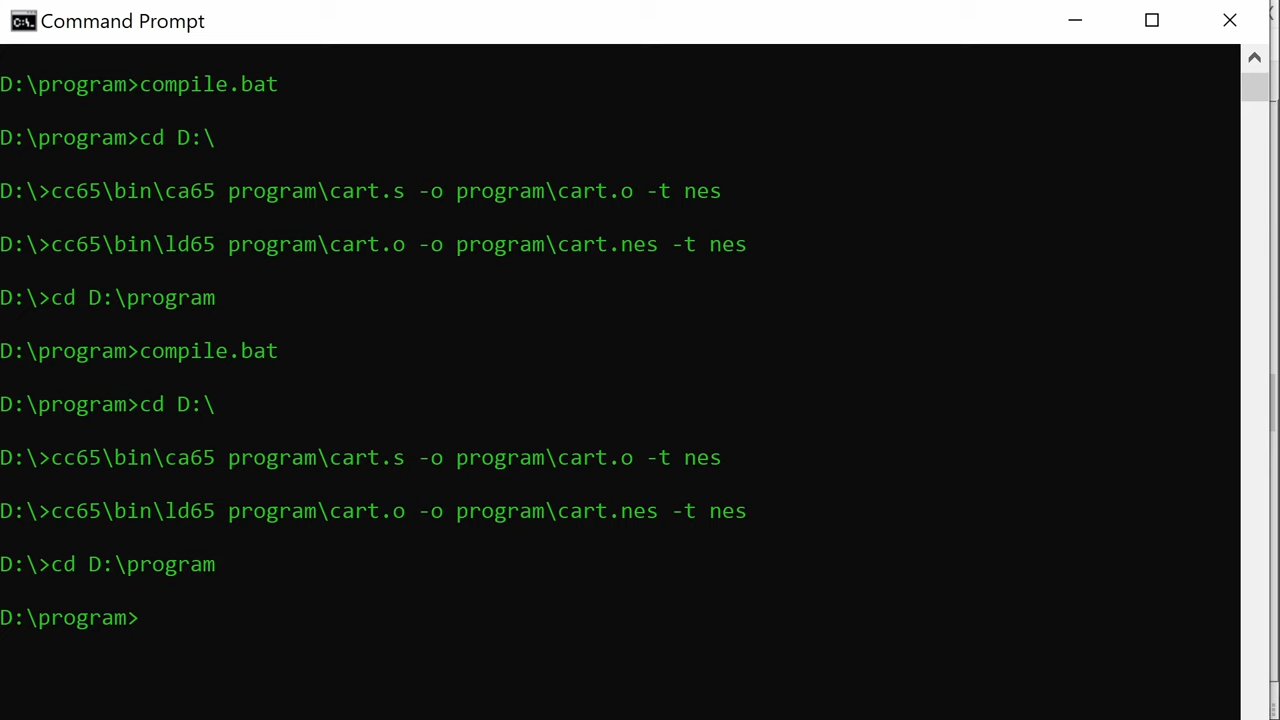 Command Prompt
D:\program>compile.bat
D:\program>cd D:\
D:\>cc65\bin\ca65 program\cart.s -o program\cart.o -t nes
D:\>cc65\bin\ld65 program\cart.o -o program\cart.nes -t nes
D:\>cd D:\program
D:\program>compile.bat
D:\program>cd D:\
D:\>cc65\bin\ca65 program\cart.s -o program\cart.o -t nes
D:\>cc65\bin\ld65 program\cart.o -o program\cart.nes -t nes
D:\>cd D:\program
D:\program>